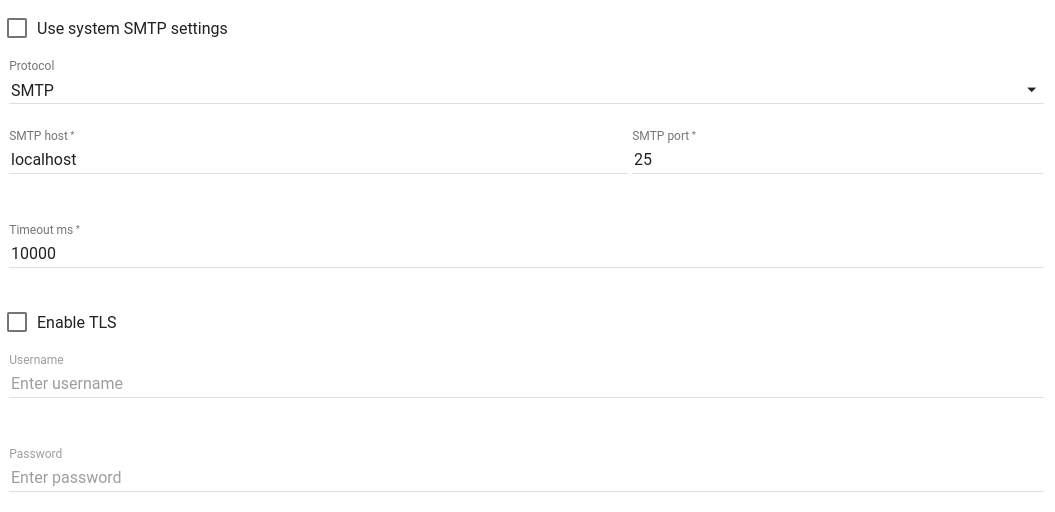 Use system SMTP settings
Protocol
SMTP
SMTP host *
localhost
SMTP port *
25
Timeout ms *
10000
Enable TLS
Username
Enter username
Password
Enter password